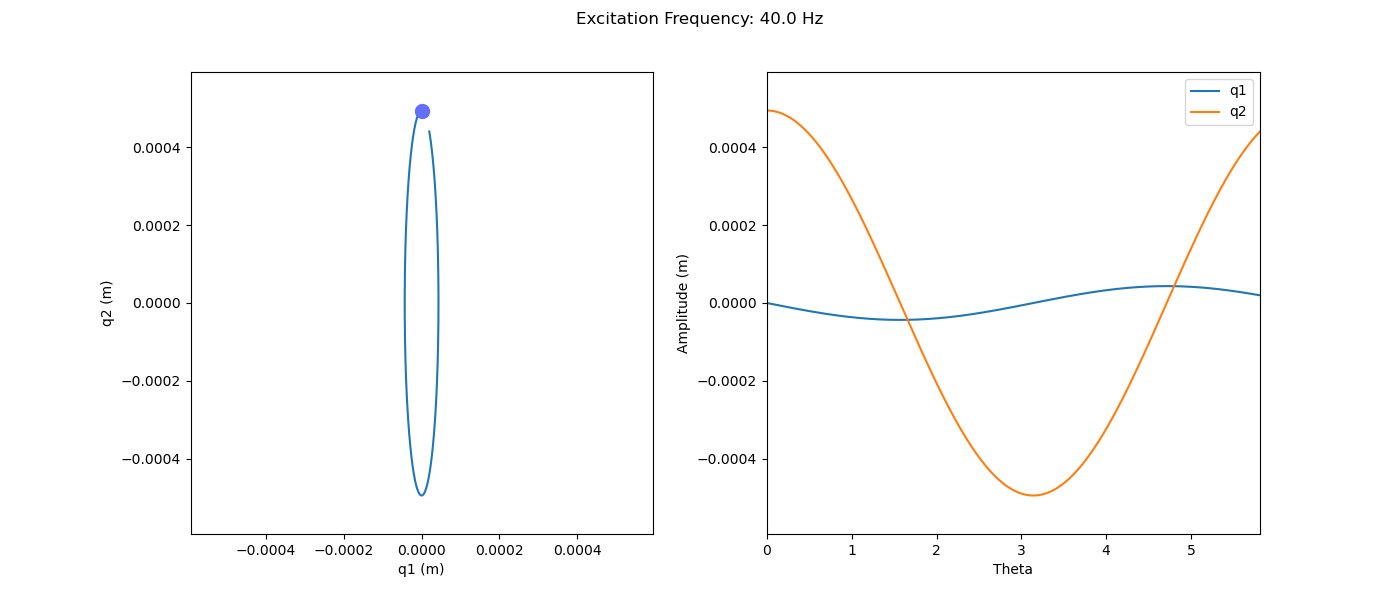 Excitation Frequency: 40.0 Hz
q2 (m)
0.0004
0.0002
0.0000
−0.0002
−0.0004
−0.0004 −0.0002 0.0000 0.0002 0.0004
q1 (m)
Amplitude (m)
0.0004
0.0002
0.0000
−0.0002
−0.0004
q1
q2
0 1 2 3 4 5
Theta